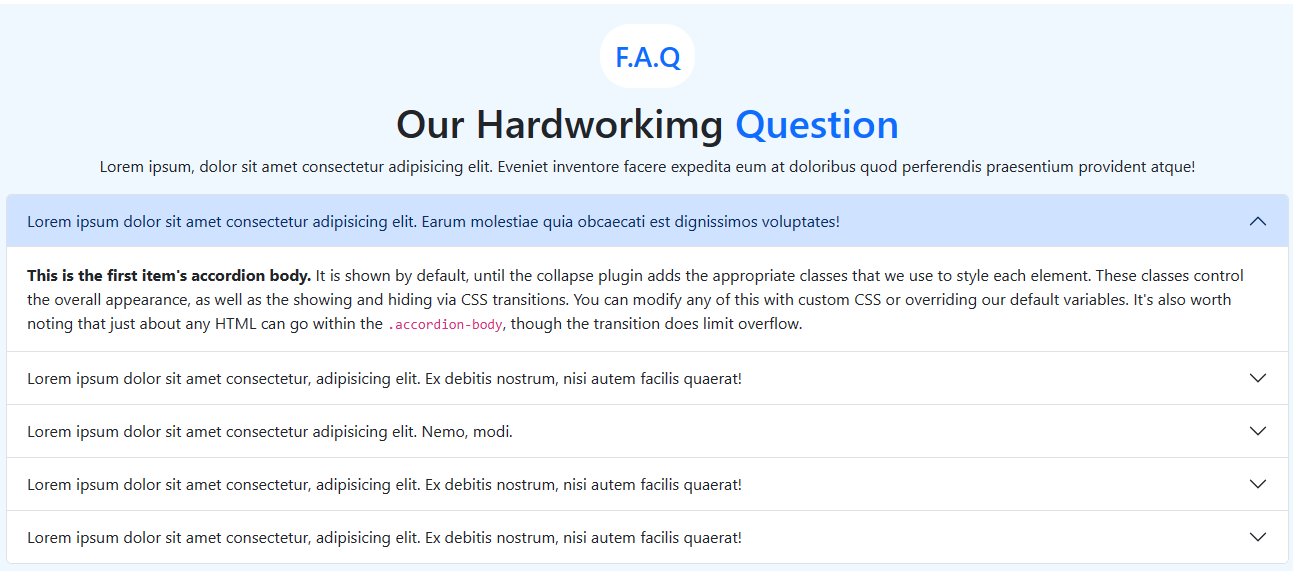 F.A.Q
Our Hardworkimg Question
Lorem ipsum, dolor sit amet consectetur adipisicing elit. Eveniet inventore facere expedita eum at doloribus quod perferendis praesentium provident atque!
Lorem ipsum dolor sit amet consectetur adipisicing elit. Earum molestiae quia obcaecati est dignissimos voluptates!
This is the first item's accordion body. It is shown by default, until the collapse plugin adds the appropriate classes that we use to style each element. These classes control
the overall appearance, as well as the showing and hiding via CSS transitions. You can modify any of this with custom CSS or overriding our default variables. It's also worth
noting that just about any HTML can go within the .accordion-body, though the transition does limit overflow.
Lorem ipsum dolor sit amet consectetur, adipisicing elit. Ex debitis nostrum, nisi autem facilis quaerat!
Lorem ipsum dolor sit amet consectetur adipisicing elit. Nemo, modi.
Lorem ipsum dolor sit amet consectetur, adipisicing elit. Ex debitis nostrum, nisi autem facilis quaerat!
Lorem ipsum dolor sit amet consectetur, adipisicing elit. Ex debitis nostrum, nisi autem facilis quaerat!